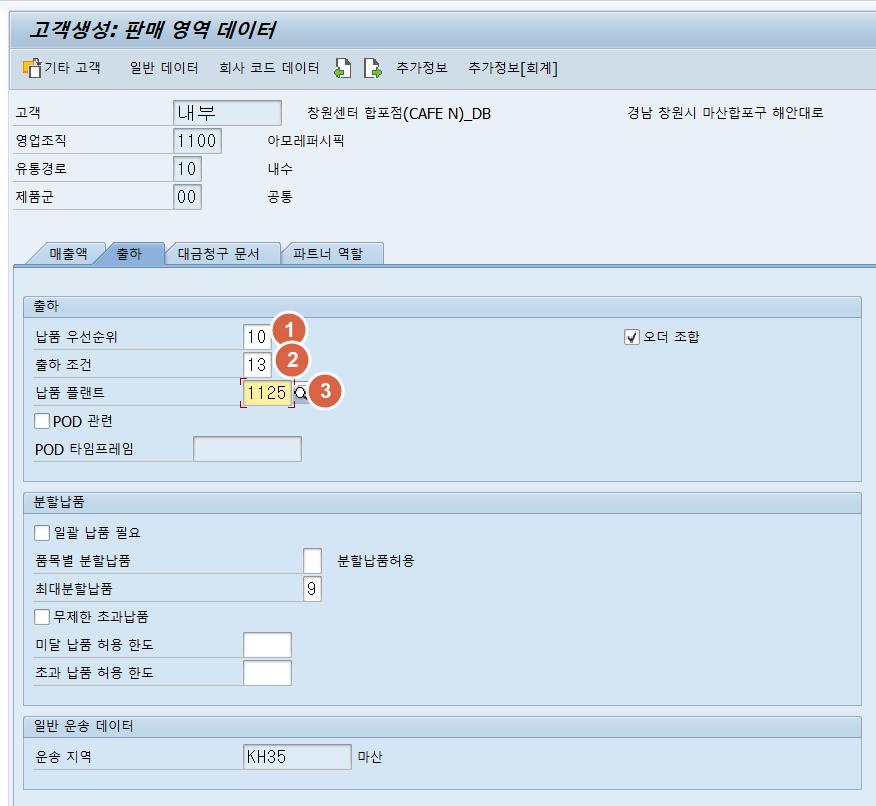 고객생성: 판매 영역 데이터
기타 고객 일반 데이터 회사 코드 데이터 추가정보 추가정보[회계]
고객 내부 창원센터 합포점(CAFE N)_DB 경남 창원시 마산합포구 해안대로
영업조직 1100 아모레퍼시픽
유통경로 10 내수
제품군 00 공통
매출액 출하 대금청구 문서 파트너 역할
출하
납품 우선순위 10 1 오더 조합
출하 조건 13 2
납품 플랜트 1125 3
POD 관련
POD 타임프레임
분할납품
일괄 납품 필요
품목별 분할납품 분할납품허용
최대분할납품 9
무제한 초과납품
미달 납품 허용 한도
초과 납품 허용 한도
일반 운송 데이터
운송 지역 KH35 마산